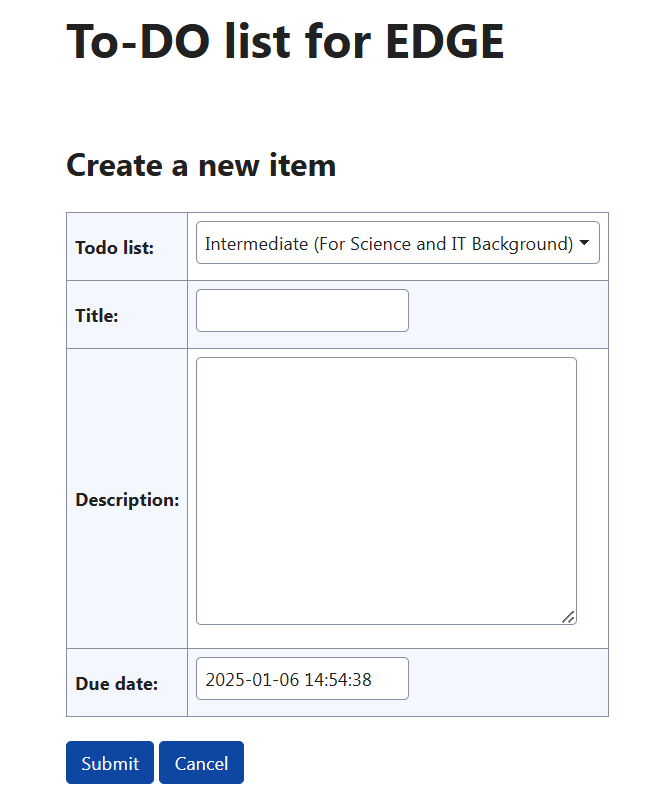 To-DO list for EDGE
Create a new item
Todo list: Intermediate (For Science and IT Background)
Title:
Description:
Due date: 2025-01-06 14:54:38
Submit Cancel